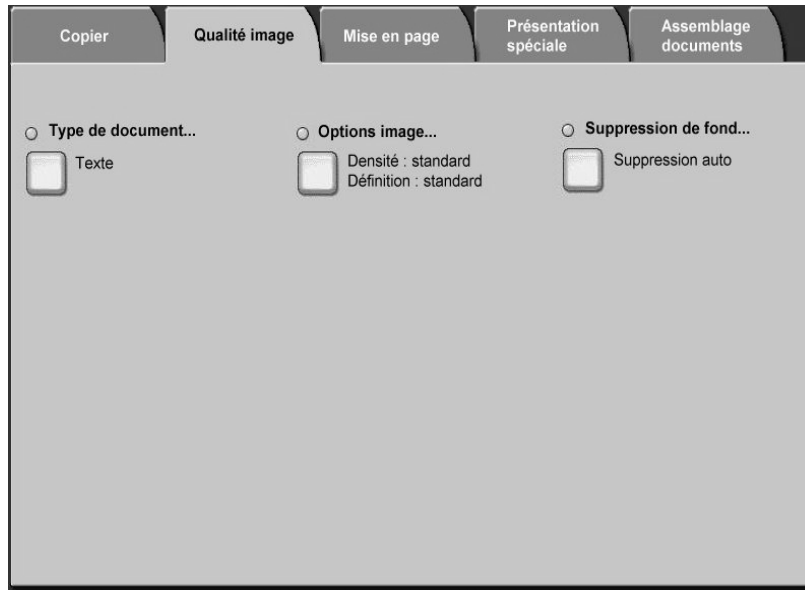 Copier
Qualité image
Mise en page
Présentation
spéciale
Assemblage
documents
Type de document...
Texte
Options image...
Densité : standard
Définition : standard
Suppression de fond...
Suppression auto